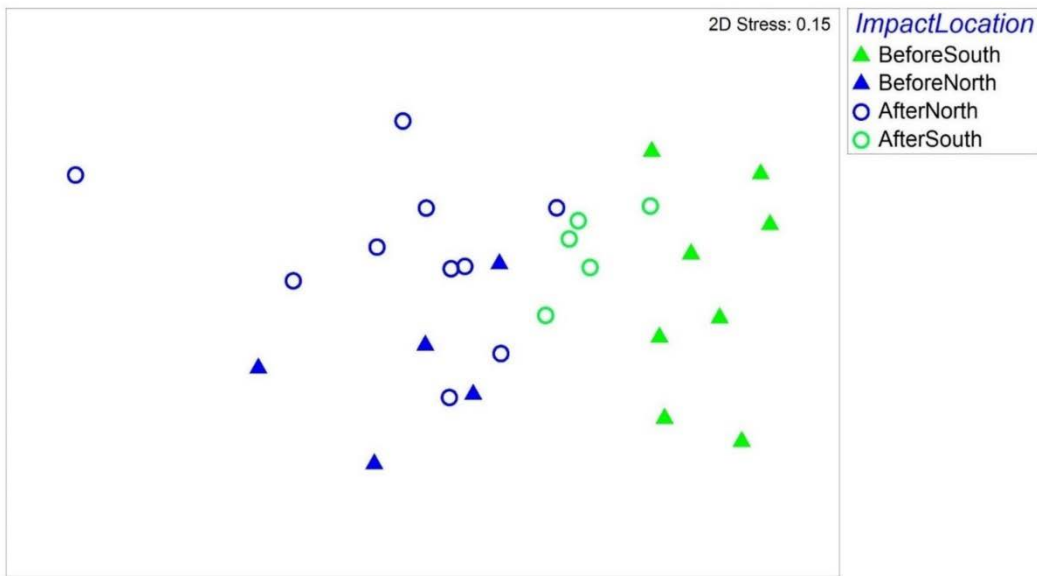 2D Stress: 0.15
ImpactLocation
BeforeSouth
BeforeNorth
AfterNorth
AfterSouth